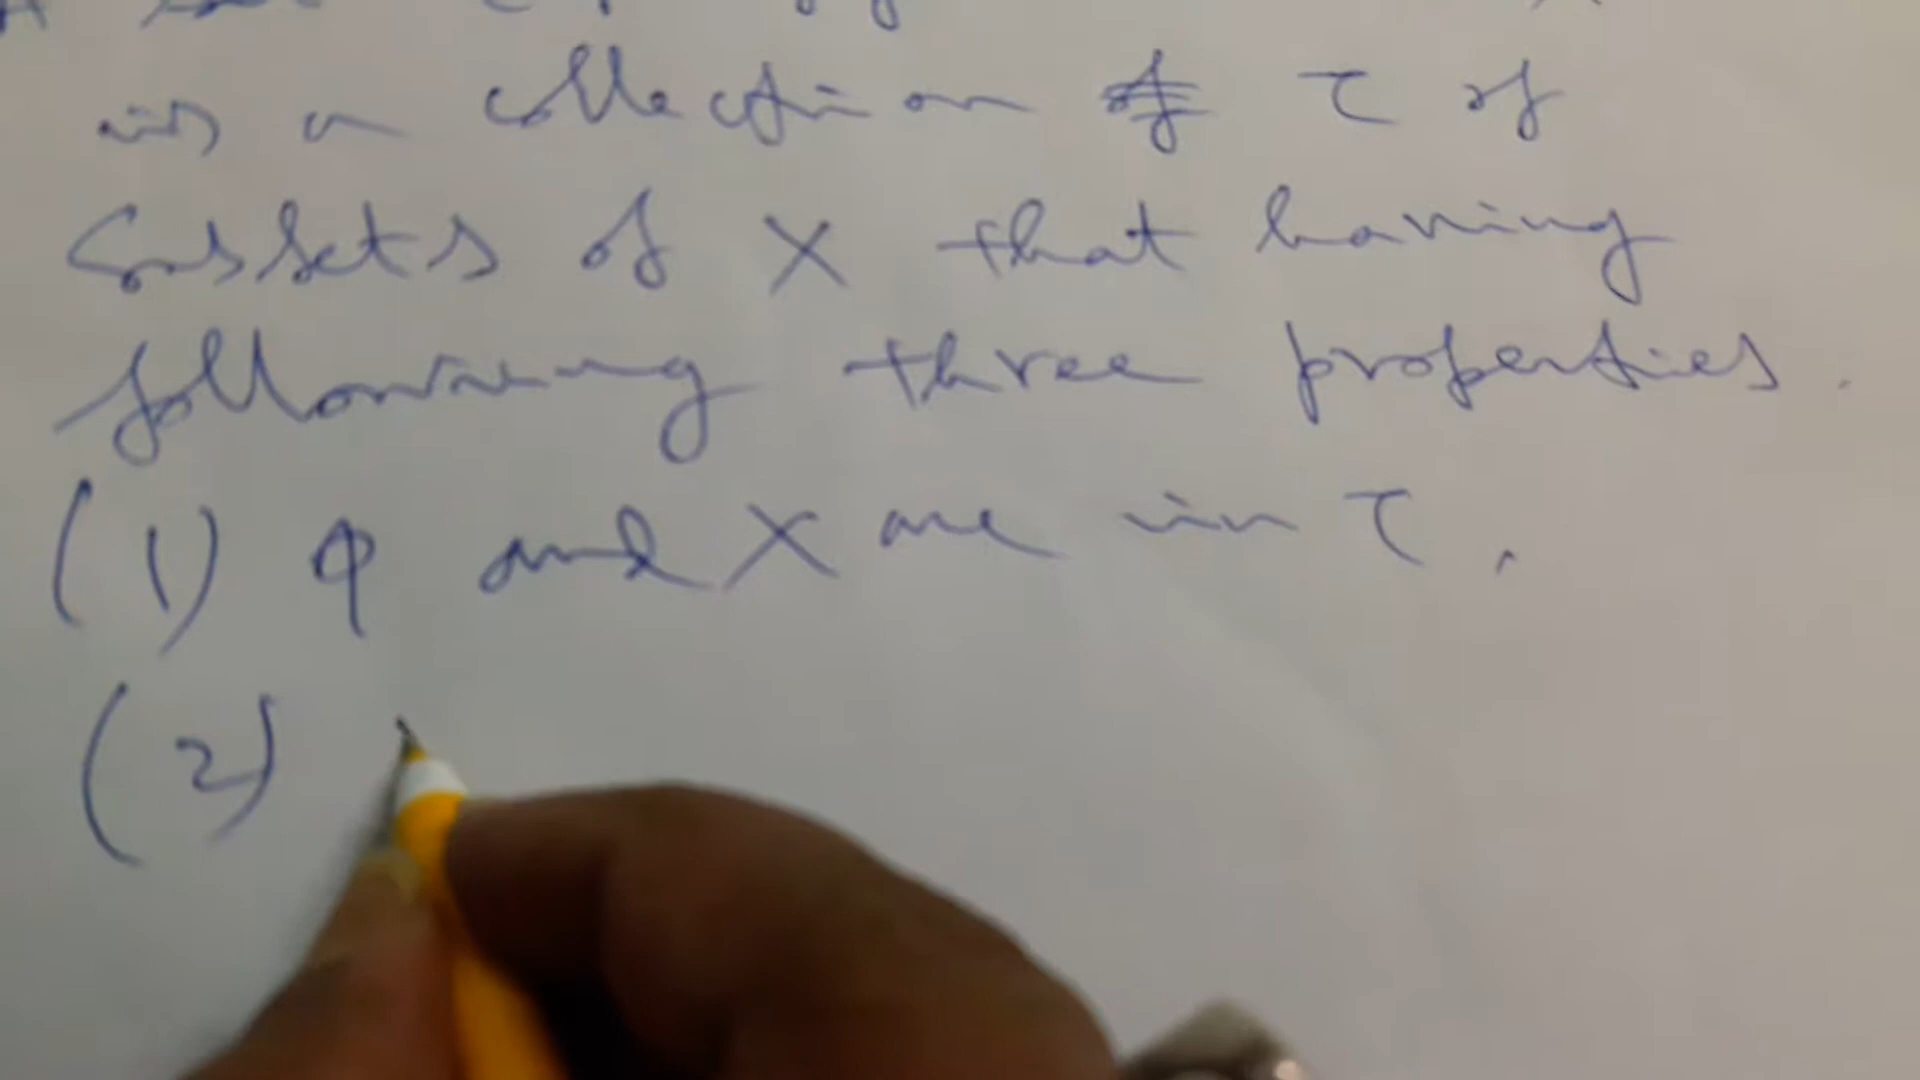 is a collection of τ of
subsets of X that having
following three properties.
(1) φ and X are in τ.
(2)